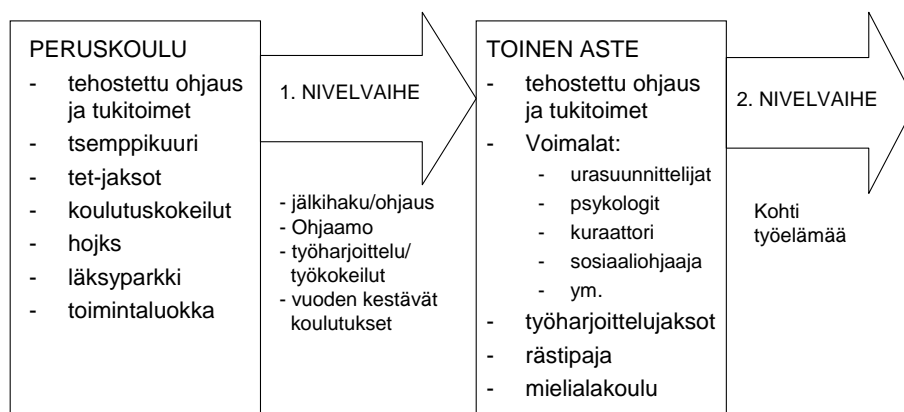 PERUSKOULU
- tehostettu ohjaus
ja tukitoimet
- tsemppikuuri
- tet-jaksot
- koulutuskokeilut
- hojks
- läksyparkki
- toimintaluokka
1. NIVELVAIHE
- jälkihaku/ohjaus
- Ohjaamo
- työharjoittelu/
työkokeilut
- vuoden kestävät
koulutukset
TOINEN ASTE
- tehostettu ohjaus
ja tukitoimet
- Voimalat:
- urasuunnittelijat
- psykologit
- kuraattori
- sosiaaliohjaaja
- ym.
- työharjoittelujaksot
- rästipaja
- mielialakoulu
2. NIVELVAIHE
Kohti
työelämää